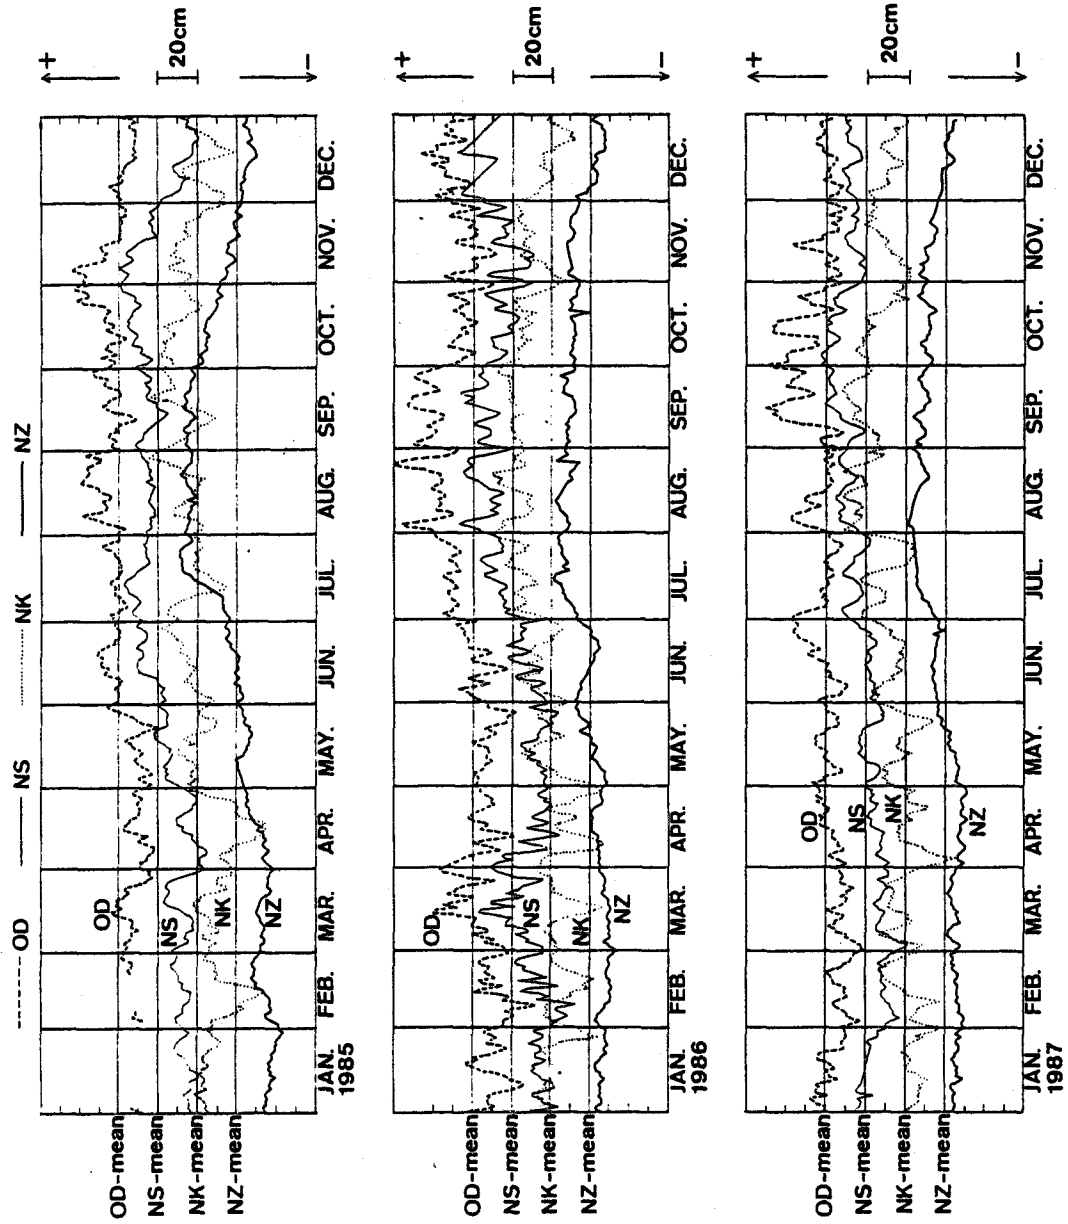 OD NS NK NZ
+
20cm
−
OD-mean
NS-mean
NK-mean
NZ-mean
OD
NS
NK
NZ
JAN. FEB. MAR. APR. MAY. JUN. JUL. AUG. SEP. OCT. NOV. DEC.
1985
+
20cm
−
OD-mean
NS-mean
NK-mean
NZ-mean
OD
NS
NK
NZ
JAN. FEB. MAR. APR. MAY. JUN. JUL. AUG. SEP. OCT. NOV. DEC.
1986
+
20cm
−
OD-mean
NS-mean
NK-mean
NZ-mean
OD
NS
NK
NZ
JAN. FEB. MAR. APR. MAY. JUN. JUL. AUG. SEP. OCT. NOV. DEC.
1987